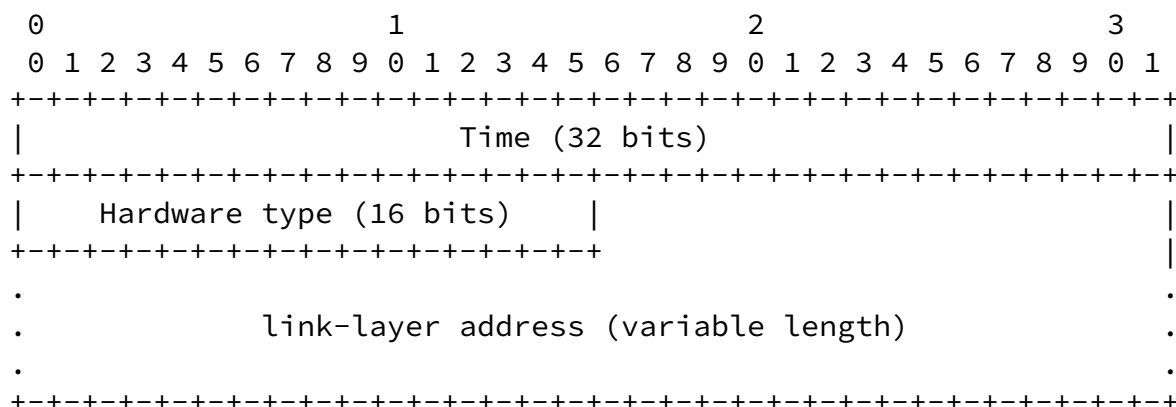 0                   1                   2                   3
 0 1 2 3 4 5 6 7 8 9 0 1 2 3 4 5 6 7 8 9 0 1 2 3 4 5 6 7 8 9 0 1
+-+-+-+-+-+-+-+-+-+-+-+-+-+-+-+-+-+-+-+-+-+-+-+-+-+-+-+-+-+-+-+-+
|                        Time (32 bits)                         |
+-+-+-+-+-+-+-+-+-+-+-+-+-+-+-+-+-+-+-+-+-+-+-+-+-+-+-+-+-+-+-+-+
|    Hardware type (16 bits)    |                               |
+-+-+-+-+-+-+-+-+-+-+-+-+-+-+-+-+                               |
.                                                               .
.             link-layer address (variable length)              .
.                                                               .
+-+-+-+-+-+-+-+-+-+-+-+-+-+-+-+-+-+-+-+-+-+-+-+-+-+-+-+-+-+-+-+-+